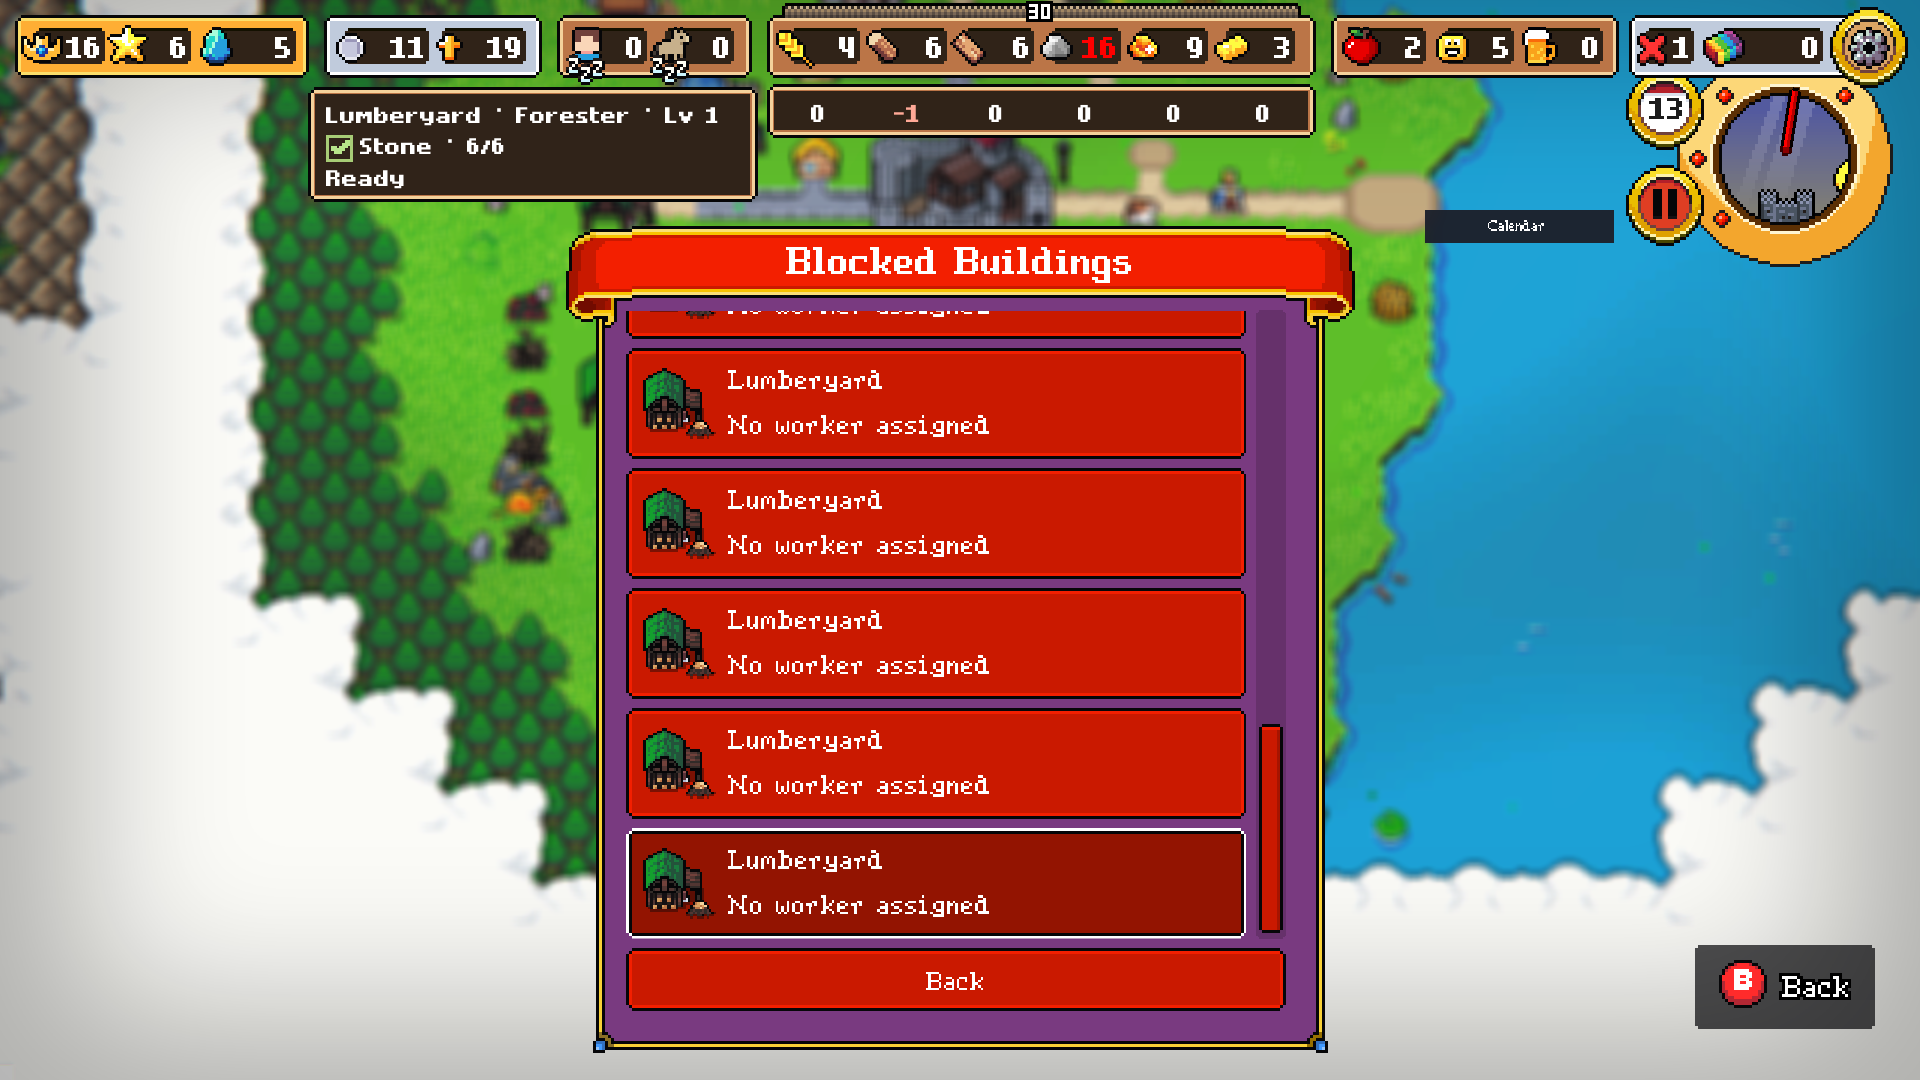 30
16 6 5 11 19 0 0 4 6 6 16 9 3 2 5 0 1 0
Lumberyard · Forester · Lv 1
Stone · 6/6
Ready
0 -1 0 0 0 0
13
Calendar
Blocked Buildings
Lumberyard
No worker assigned
Lumberyard
No worker assigned
Lumberyard
No worker assigned
Lumberyard
No worker assigned
Lumberyard
No worker assigned
Back
B Back